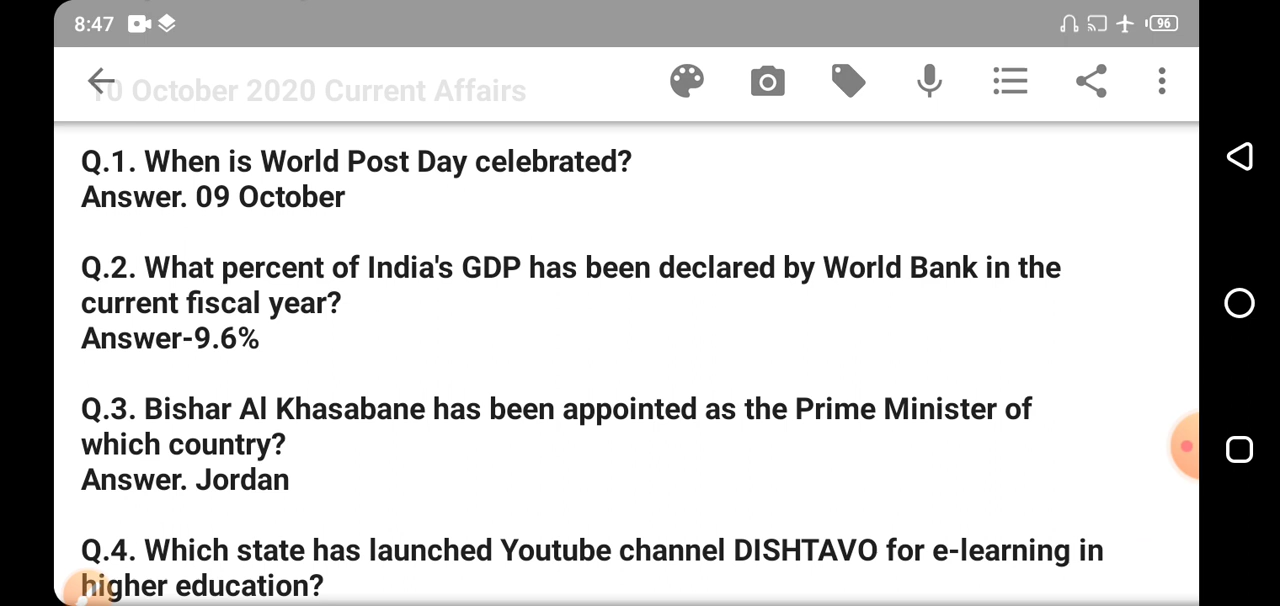 8:47
96
10 October 2020 Current Affairs
Q.1. When is World Post Day celebrated?
Answer. 09 October
Q.2. What percent of India's GDP has been declared by World Bank in the
current fiscal year?
Answer-9.6%
Q.3. Bishar Al Khasabane has been appointed as the Prime Minister of
which country?
Answer. Jordan
Q.4. Which state has launched Youtube channel DISHTAVO for e-learning in
higher education?